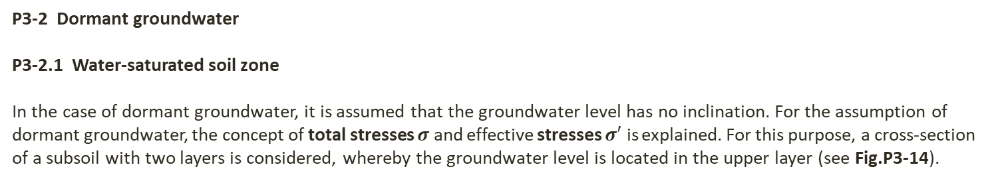 P3-2 Dormant groundwater
P3-2.1 Water-saturated soil zone
In the case of dormant groundwater, it is assumed that the groundwater level has no inclination. For the assumption of
dormant groundwater, the concept of total stresses σ and effective stresses σ′ is explained. For this purpose, a cross-section
of a subsoil with two layers is considered, whereby the groundwater level is located in the upper layer (see Fig.P3-14).